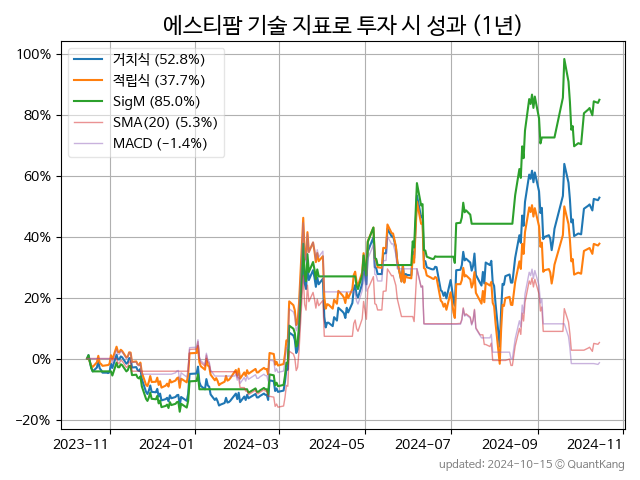 에스티팜 기술 지표로 투자 시 성과 (1년)
거치식 (52.8%)
적립식 (37.7%)
SigM (85.0%)
SMA(20) (5.3%)
MACD (−1.4%)
100%
80%
60%
40%
20%
0%
−20%
2023−11 2024−01 2024−03 2024−05 2024−07 2024−09 2024−11
updated: 2024-10-15 © QuantKang